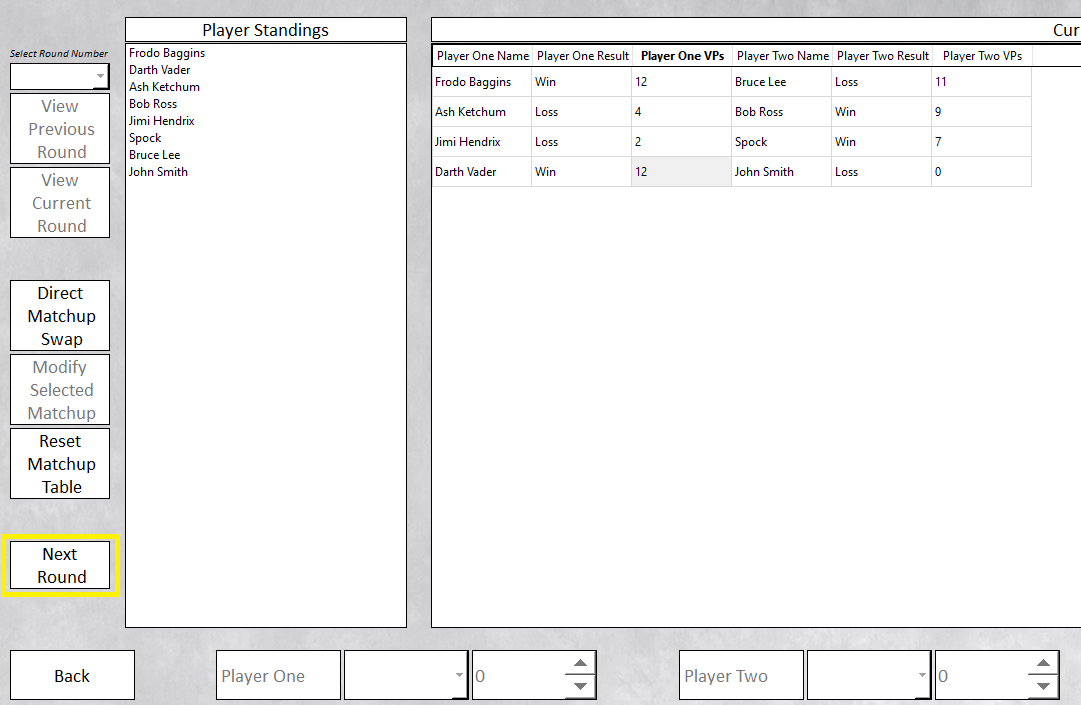 Select Round Number
View
Previous
Round
View
Current
Round
Direct
Matchup
Swap
Modify
Selected
Matchup
Reset
Matchup
Table
Next
Round
Player Standings
Frodo Baggins
Darth Vader
Ash Ketchum
Bob Ross
Jimi Hendrix
Spock
Bruce Lee
John Smith
Cur
Player One Name Player One Result Player One VPs Player Two Name Player Two Result Player Two VPs
Frodo Baggins Win 12 Bruce Lee Loss 11
Ash Ketchum Loss 4 Bob Ross Win 9
Jimi Hendrix Loss 2 Spock Win 7
Darth Vader Win 12 John Smith Loss 0
Back Player One 0 Player Two 0